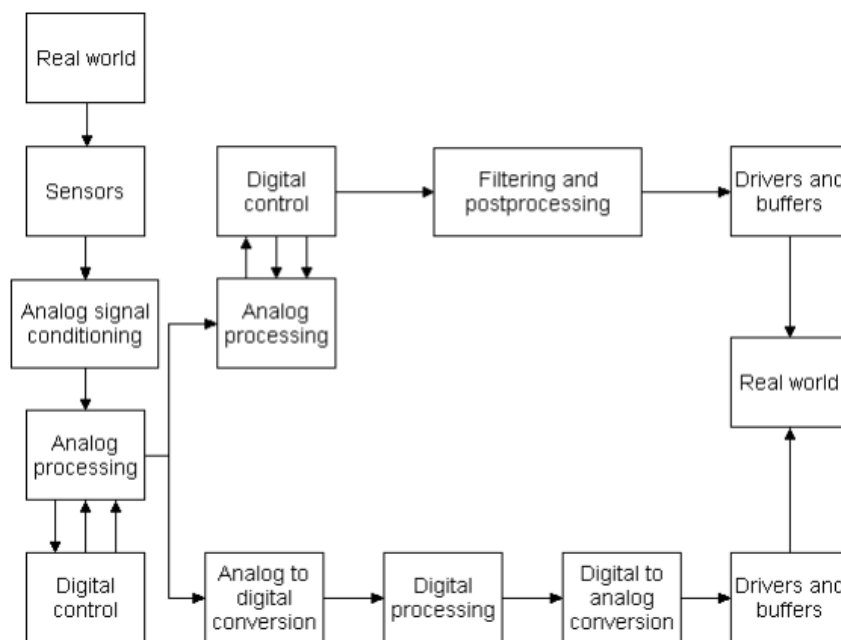 Real world
Sensors
Analog signal
conditioning
Analog
processing
Digital
control
Digital
control
Analog
processing
Filtering and
postprocessing
Drivers and
buffers
Real world
Analog to
digital
conversion
Digital
processing
Digital to
analog
conversion
Drivers and
buffers